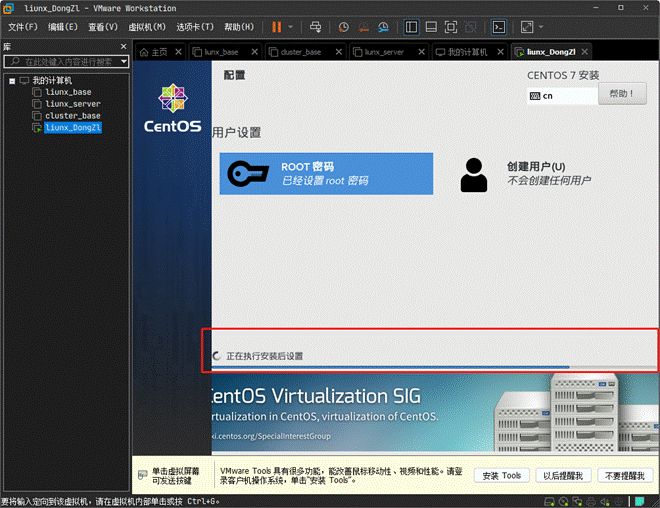 liunx_DongZl - VMware Workstation
文件(F) 编辑(E) 查看(V) 虚拟机(M) 选项卡(T) 帮助(H)
库
在此处键入内容进行搜索
我的计算机
liunx_base
liunx_server
cluster_base
liunx_DongZl
主页 liunx_base cluster_base liunx_server 我的计算机 liunx_DongZl
CentOS
配置
CENTOS 7 安装
cn
帮助！
用户设置
ROOT 密码
已经设置 root 密码
创建用户(U)
不会创建任何用户
正在执行安装后设置
entOS Virtualization SIG
rtualization in CentOS, virtualization of CentOS.
ki.centos.org/SpecialInterestGroup
单击虚拟屏幕
可发送按键
VMware Tools 具有很多功能，能改善鼠标移动性、视频和性能。请登
录客户机操作系统，单击“安装 Tools”。
安装 Tools
以后提醒我
不要提醒我
要将输入定向到该虚拟机，请在虚拟机内部单击或按 Ctrl+G。